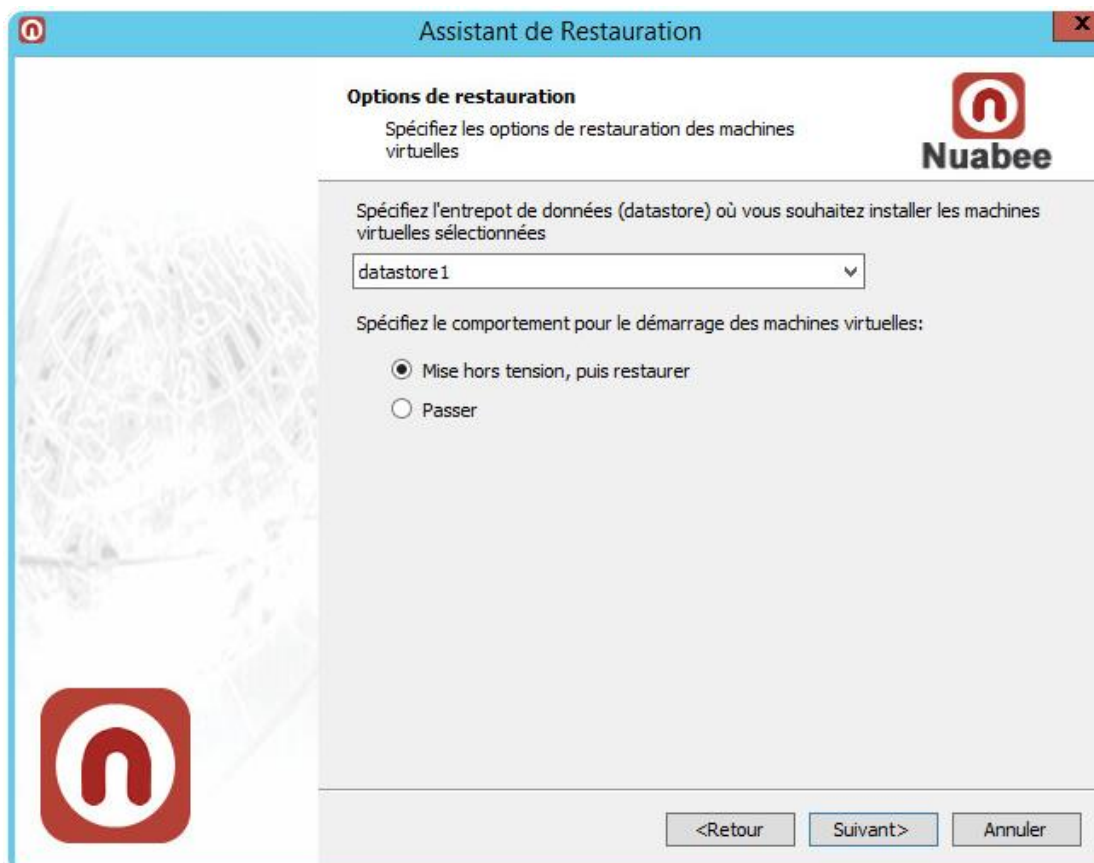 Assistant de Restauration
X
Options de restauration
Spécifiez les options de restauration des machines
virtuelles
Nuabee
Spécifiez l'entrepot de données (datastore) où vous souhaitez installer les machines
virtuelles sélectionnées
datastore1
Spécifiez le comportement pour le démarrage des machines virtuelles:
Mise hors tension, puis restaurer
Passer
<Retour
Suivant>
Annuler